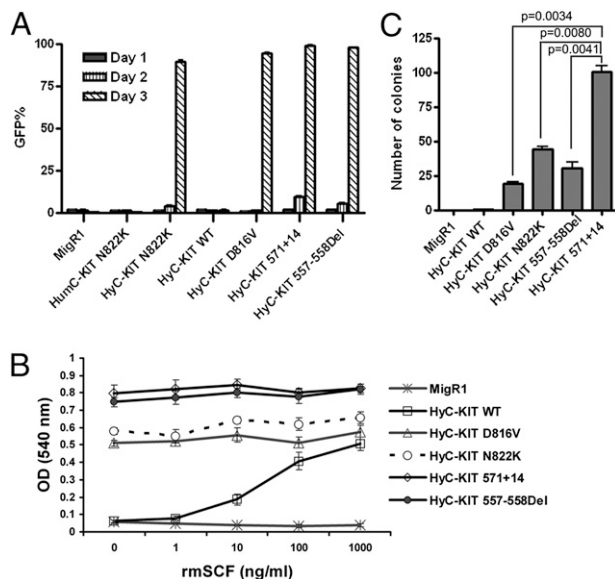 A
GFP%
100
75
50
25
0
Day 1
Day 2
Day 3
MigR1
HumC-KIT N822K
HyC-KIT N822K
HyC-KIT WT
HyC-KIT D816V
HyC-KIT 571+14
HyC-KIT 557-558Del
C
Number of colonies
125
100
75
50
25
0
p=0.0034
p=0.0080
p=0.0041
MigR1
HyC-KIT WT
HyC-KIT D816V
HyC-KIT N822K
HyC-KIT 557-558Del
HyC-KIT 571+14
B
OD (540 nm)
1
0.9
0.8
0.7
0.6
0.5
0.4
0.3
0.2
0.1
0
0 1 10 100 1000
rmSCF (ng/ml)
MigR1
HyC-KIT WT
HyC-KIT D816V
HyC-KIT N822K
HyC-KIT 571+14
HyC-KIT 557-558Del